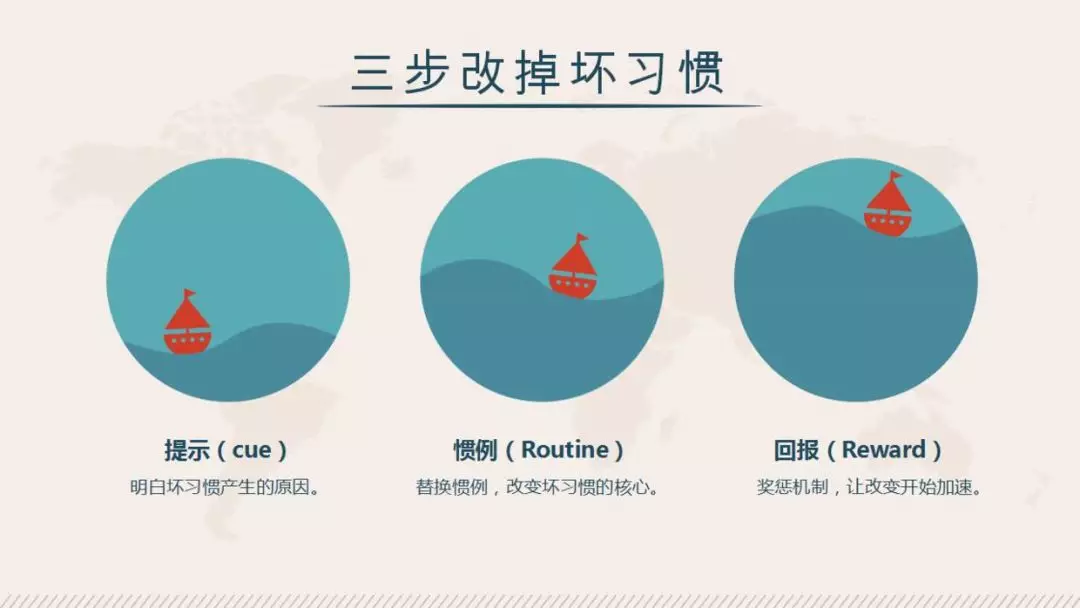 三步改掉坏习惯
提示（cue）
明白坏习惯产生的原因。
惯例（Routine）
替换惯例，改变坏习惯的核心。
回报（Reward）
奖惩机制，让改变开始加速。